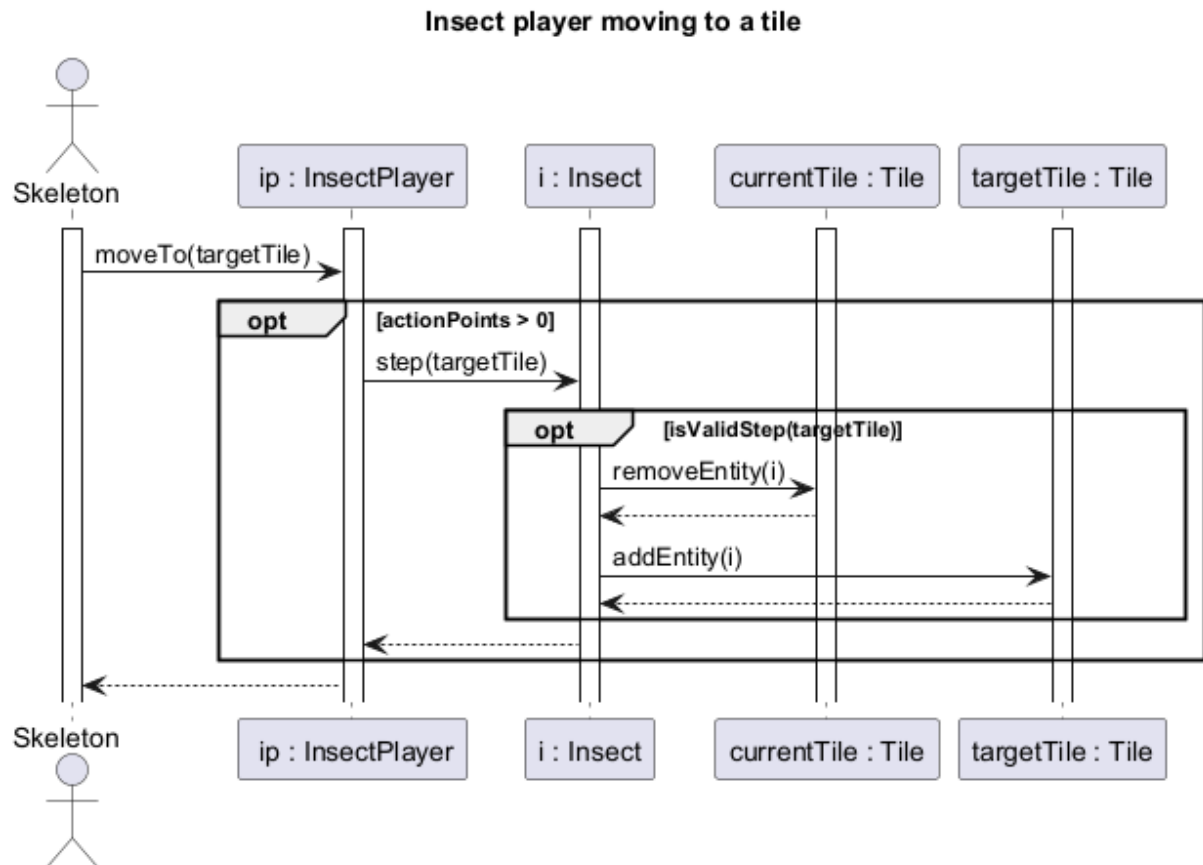 Insect player moving to a tile
Skeleton
ip : InsectPlayer
i : Insect
currentTile : Tile
targetTile : Tile
moveTo(targetTile)
opt
[actionPoints > 0]
step(targetTile)
opt
[isValidStep(targetTile)]
removeEntity(i)
addEntity(i)
Skeleton
ip : InsectPlayer
i : Insect
currentTile : Tile
targetTile : Tile